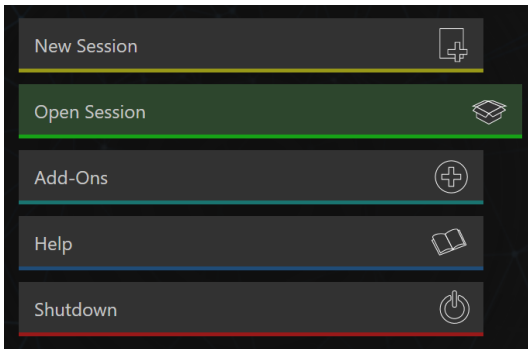 New Session
Open Session
Add-Ons
Help
Shutdown